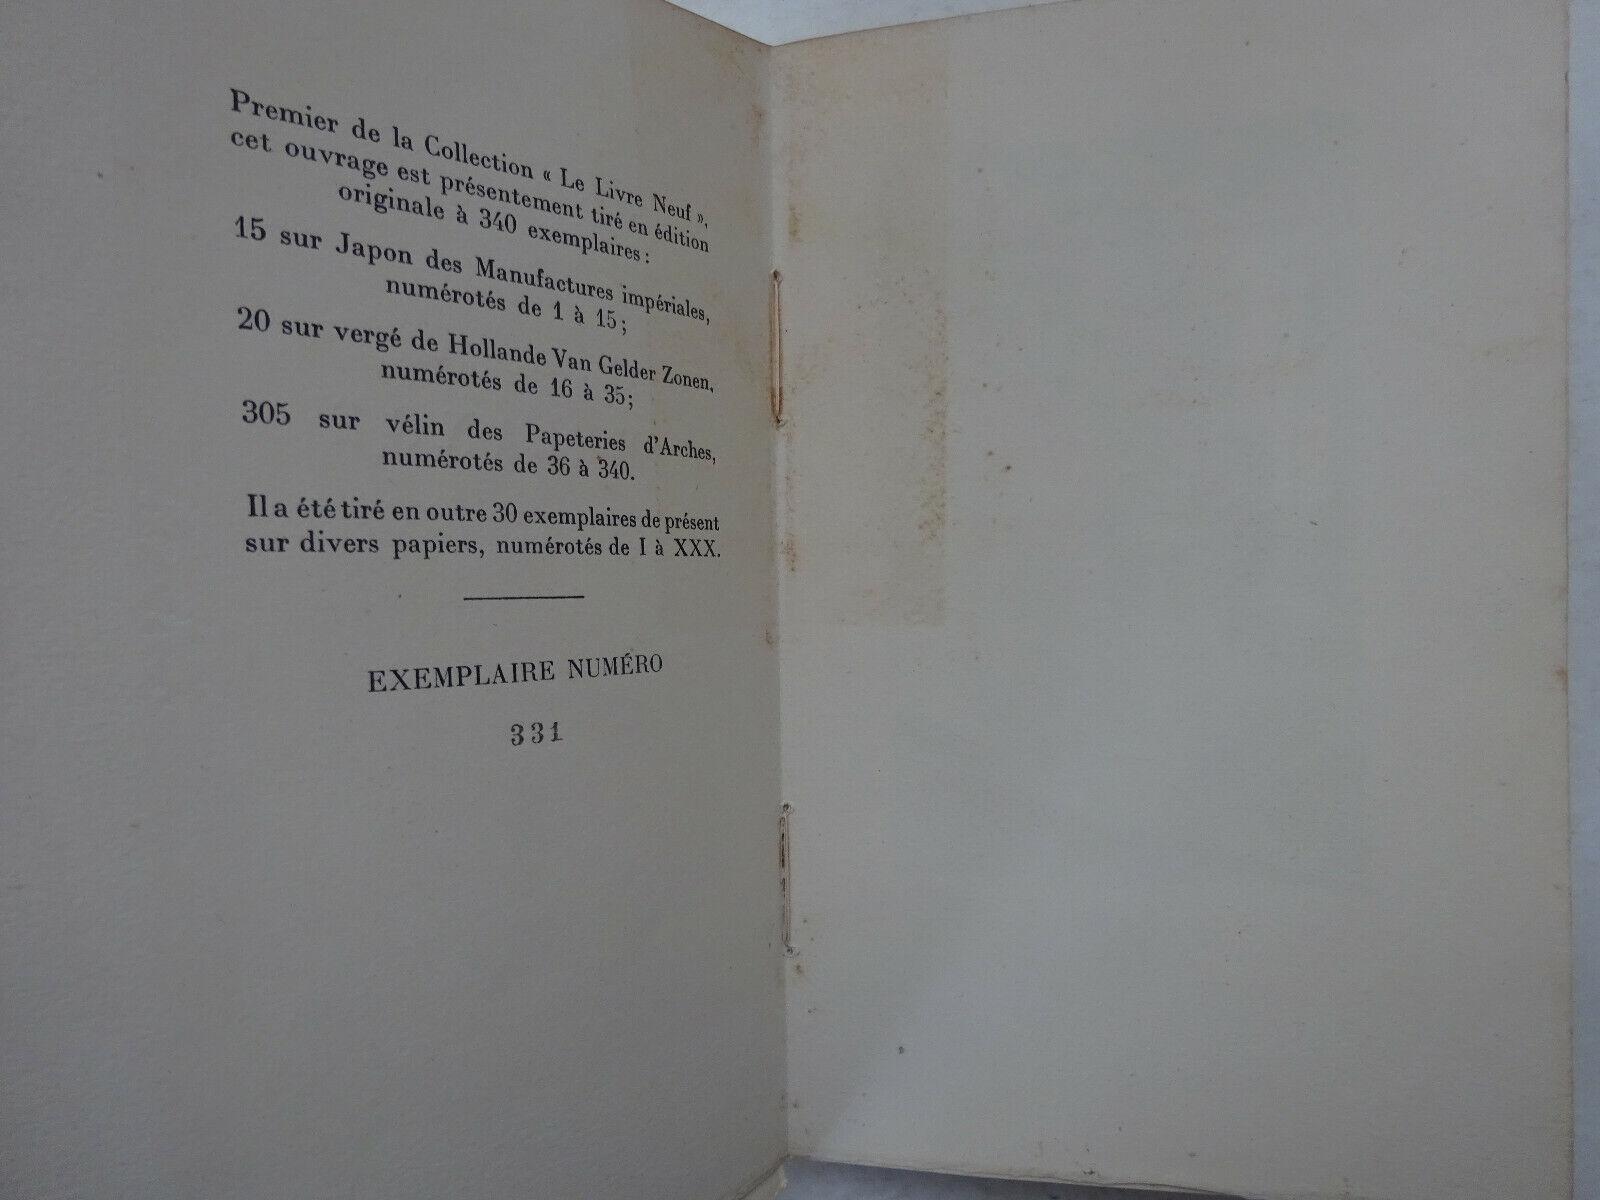 Premier de la Collection « Le Livre Neuf »,
cet ouvrage est présentement tiré en édition
originale à 340 exemplaires :
15 sur Japon des Manufactures impériales,
numérotés de 1 à 15 ;
20 sur vergé de Hollande Van Gelder Zonen,
numérotés de 16 à 35 ;
305 sur vélin des Papeteries d'Arches,
numérotés de 36 à 340.
Il a été tiré en outre 30 exemplaires de présent
sur divers papiers, numérotés de I à XXX.
EXEMPLAIRE NUMÉRO
331